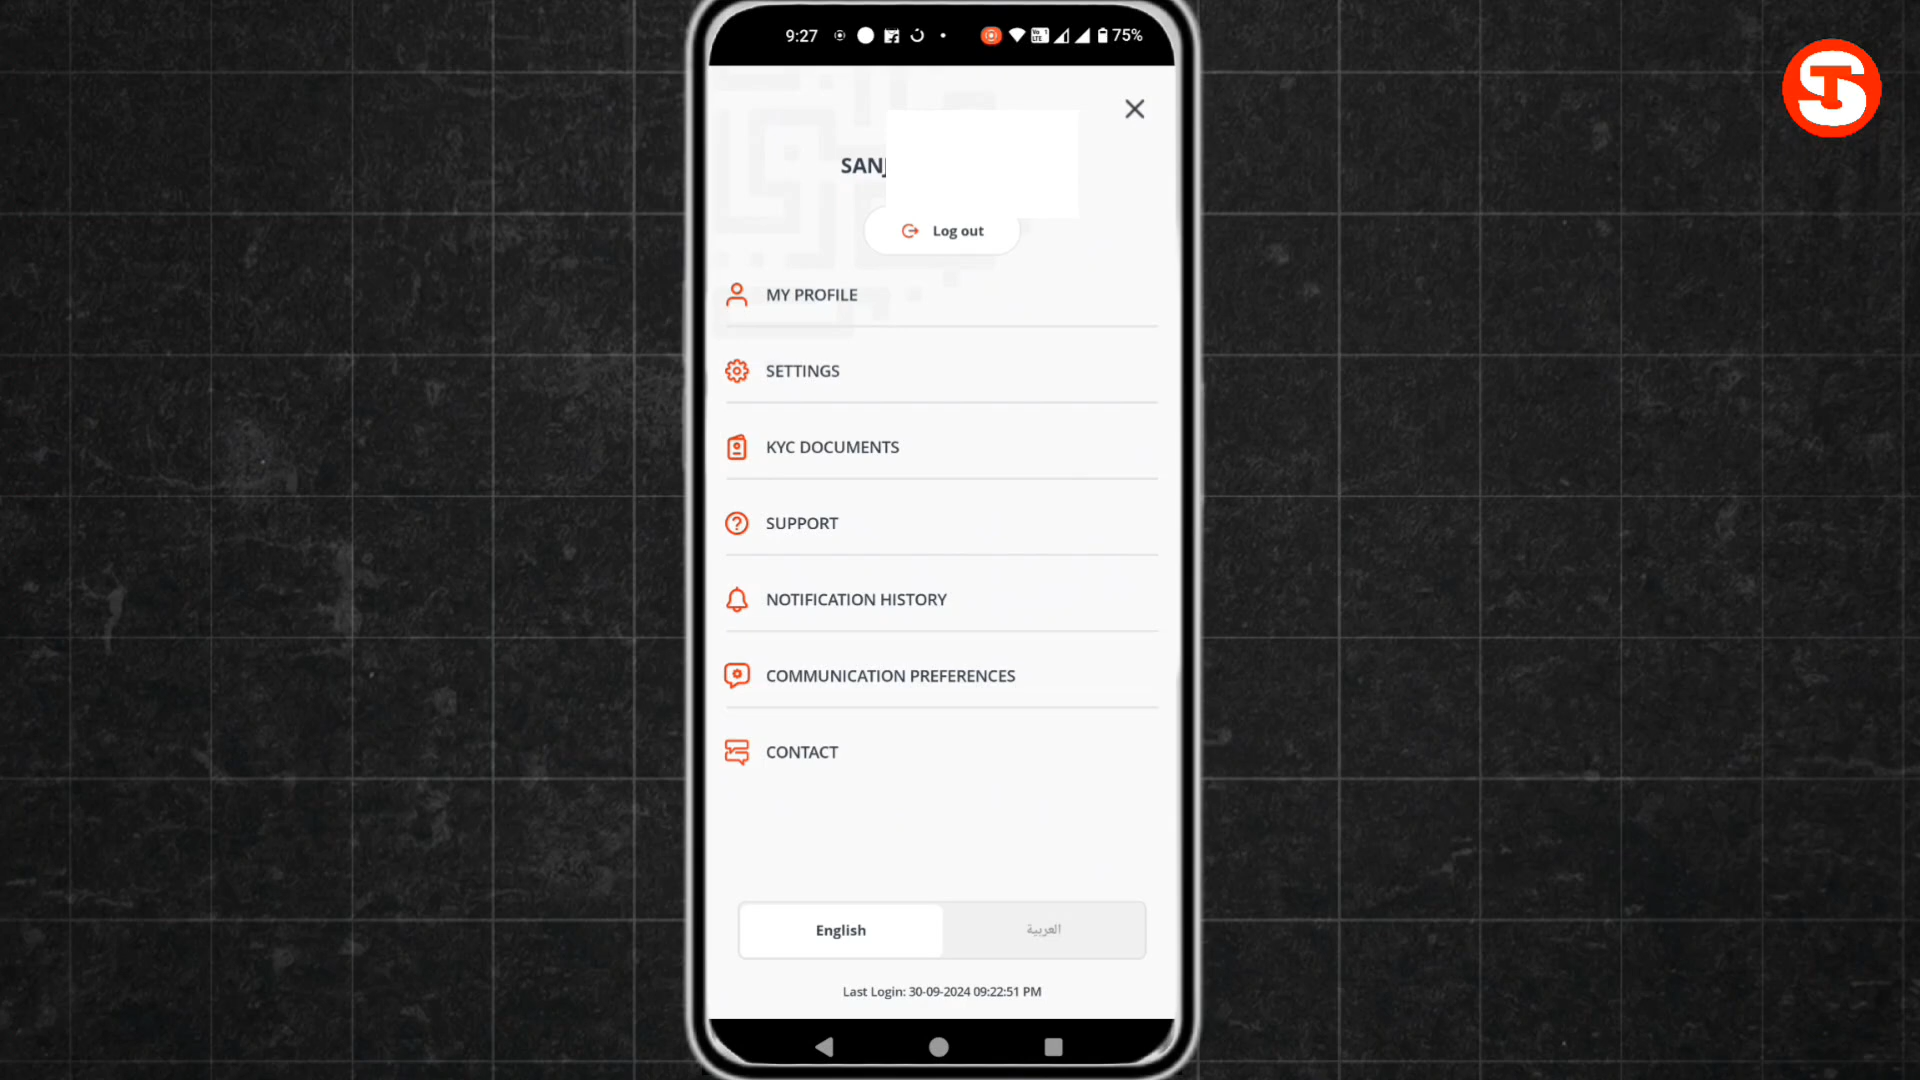 9:27
75%
SANJ
Log out
MY PROFILE
SETTINGS
KYC DOCUMENTS
SUPPORT
NOTIFICATION HISTORY
COMMUNICATION PREFERENCES
CONTACT
English
العربية
Last Login: 30-09-2024 09:22:51 PM